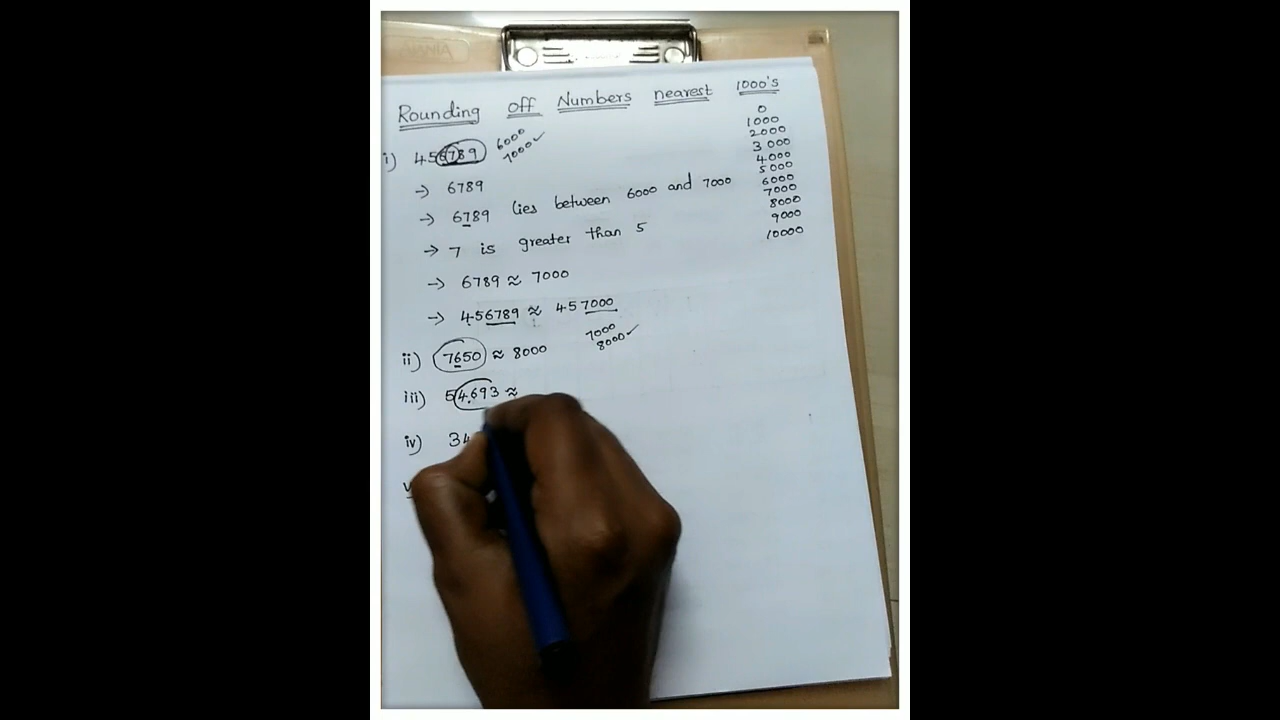 Rounding off Numbers nearest 1000's
i) 456789
6000
7000✓
→ 6789
→ 6789 lies between 6000 and 7000
→ 7 is greater than 5
→ 6789 ≈ 7000
→ 456789 ≈ 457000
ii) 7650 ≈ 8000
7000
8000✓
iii) 54693 ≈
iv) 34
0
1000
2000
3000
4000
5000
6000
7000
8000
9000
10000